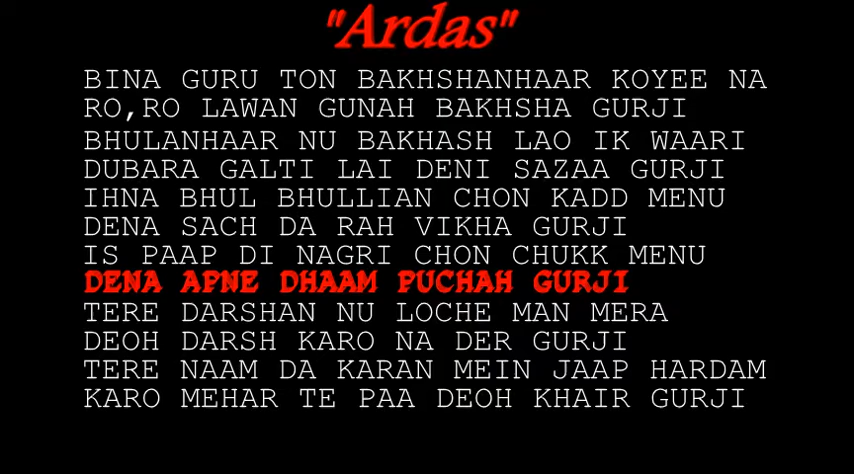 "Ardas"
BINA GURU TON BAKHSHANHAAR KOYEE NA
RO,RO LAWAN GUNAH BAKHSHA GURJI
BHULANHAAR NU BAKHASH LAO IK WAARI
DUBARA GALTI LAI DENI SAZAA GURJI
IHNA BHUL BHULLIAN CHON KADD MENU
DENA SACH DA RAH VIKHA GURJI
IS PAAP DI NAGRI CHON CHUKK MENU
DENA APNE DHAAM PUCHAH GURJI
TERE DARSHAN NU LOCHE MAN MERA
DEOH DARSH KARO NA DER GURJI
TERE NAAM DA KARAN MEIN JAAP HARDAM
KARO MEHAR TE PAA DEOH KHAIR GURJI